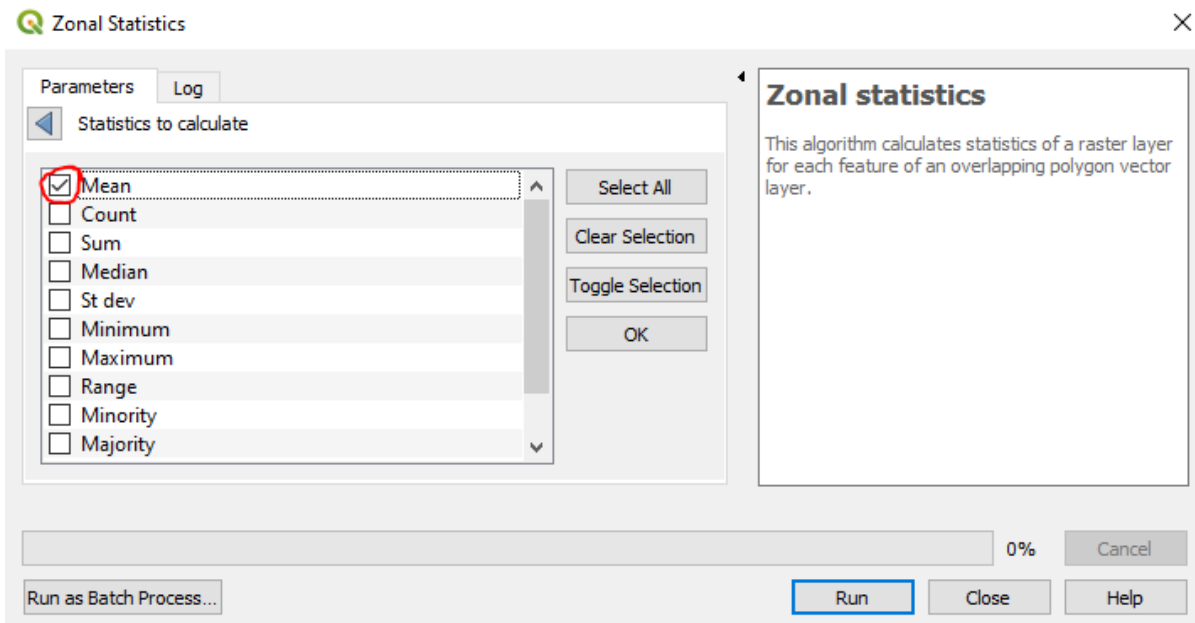 Zonal Statistics
Parameters
Log
Statistics to calculate
Mean
Count
Sum
Median
St dev
Minimum
Maximum
Range
Minority
Majority
Select All
Clear Selection
Toggle Selection
OK
Zonal statistics
This algorithm calculates statistics of a raster layer
for each feature of an overlapping polygon vector
layer.
0%
Cancel
Run as Batch Process...
Run
Close
Help